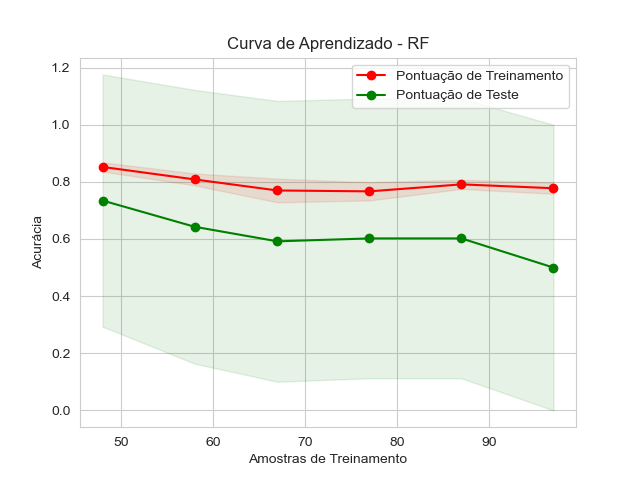 Curva de Aprendizado - RF
Pontuação de Treinamento
Pontuação de Teste
1.2
1.0
0.8
0.6
0.4
0.2
0.0
Acurácia
50
60
70
80
90
Amostras de Treinamento